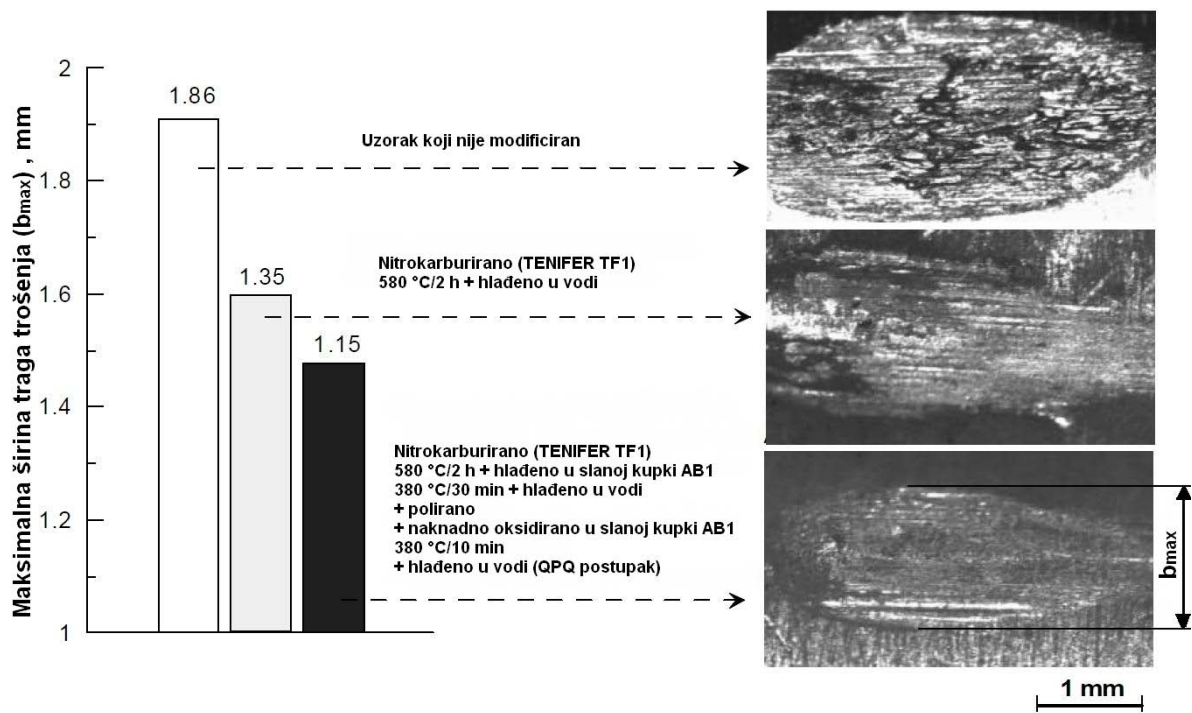 Maksimalna širina traga trošenja (bmax) , mm
2
1.8
1.6
1.4
1.2
1
1.86
1.35
1.15
Uzorak koji nije modificiran
Nitrokarburirano (TENIFER TF1)
580 °C/2 h + hlađeno u vodi
Nitrokarburirano (TENIFER TF1)
580 °C/2 h + hlađeno u slanoj kupki AB1
380 °C/30 min + hlađeno u vodi
+ polirano
+ naknadno oksidirano u slanoj kupki AB1
380 °C/10 min
+ hlađeno u vodi (QPQ postupak)
bmax
1 mm